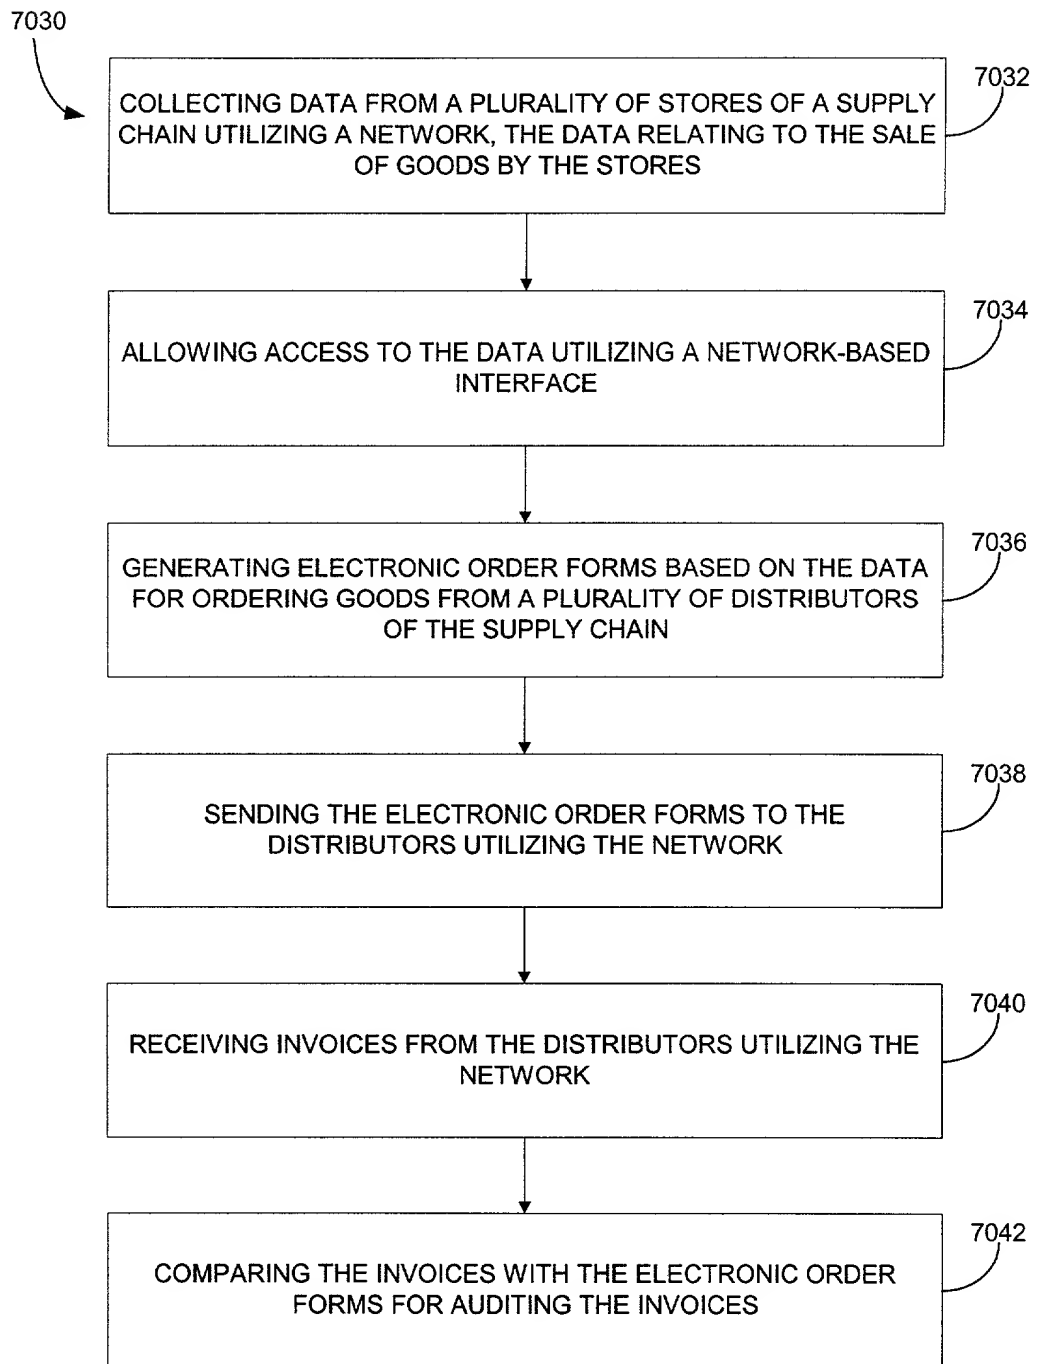 7030
7032
COLLECTING DATA FROM A PLURALITY OF STORES OF A SUPPLY
CHAIN UTILIZING A NETWORK, THE DATA RELATING TO THE SALE
OF GOODS BY THE STORES
7034
ALLOWING ACCESS TO THE DATA UTILIZING A NETWORK-BASED
INTERFACE
7036
GENERATING ELECTRONIC ORDER FORMS BASED ON THE DATA
FOR ORDERING GOODS FROM A PLURALITY OF DISTRIBUTORS
OF THE SUPPLY CHAIN
7038
SENDING THE ELECTRONIC ORDER FORMS TO THE
DISTRIBUTORS UTILIZING THE NETWORK
7040
RECEIVING INVOICES FROM THE DISTRIBUTORS UTILIZING THE
NETWORK
7042
COMPARING THE INVOICES WITH THE ELECTRONIC ORDER
FORMS FOR AUDITING THE INVOICES